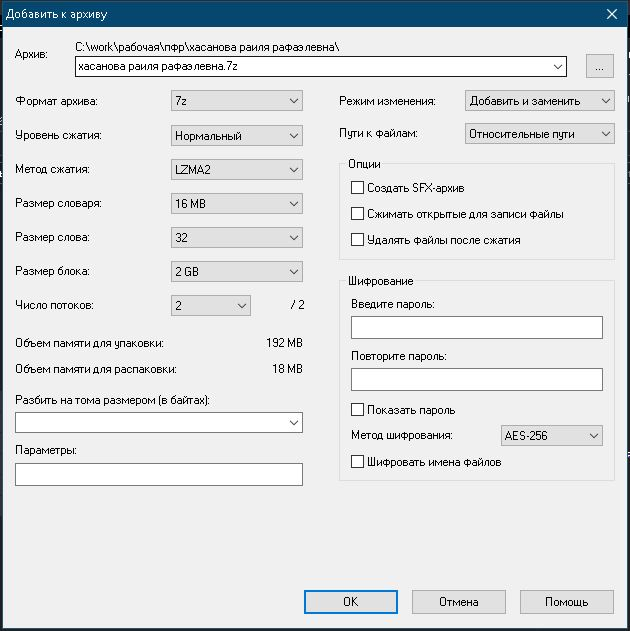 Добавить к архиву
Архив:
C:\work\рабочая\пфр\хасанова раиля рафаэлевна\
хасанова раиля рафаэлевна.7z
...
Формат архива:
7z
Уровень сжатия:
Нормальный
Метод сжатия:
LZMA2
Размер словаря:
16 MB
Размер слова:
32
Размер блока:
2 GB
Число потоков:
2
/ 2
Объем памяти для упаковки:
192 MB
Объем памяти для распаковки:
18 MB
Разбить на тома размером (в байтах):
Параметры:
Режим изменения:
Добавить и заменить
Пути к файлам:
Относительные пути
Опции
Создать SFX-архив
Сжимать открытые для записи файлы
Удалять файлы после сжатия
Шифрование
Введите пароль:
Повторите пароль:
Показать пароль
Метод шифрования:
AES-256
Шифровать имена файлов
OK
Отмена
Помощь